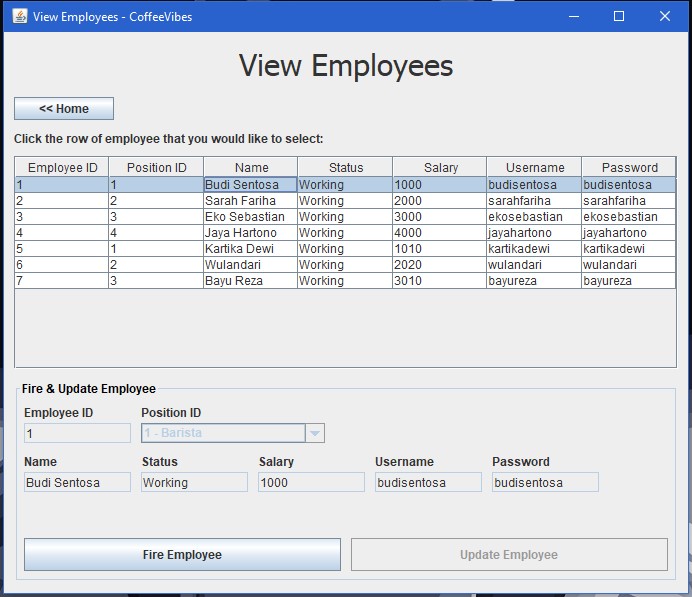 View Employees - CoffeeVibes
View Employees
<< Home
Click the row of employee that you would like to select:
Employee ID Position ID Name Status Salary Username Password
1 1 Budi Sentosa Working 1000 budisentosa budisentosa
2 2 Sarah Fariha Working 2000 sarahfariha sarahfariha
3 3 Eko Sebastian Working 3000 ekosebastian ekosebastian
4 4 Jaya Hartono Working 4000 jayahartono jayahartono
5 1 Kartika Dewi Working 1010 kartikadewi kartikadewi
6 2 Wulandari Working 2020 wulandari wulandari
7 3 Bayu Reza Working 3010 bayureza bayureza
Fire & Update Employee
Employee ID Position ID
1 1 - Barista
Name Status Salary Username Password
Budi Sentosa Working 1000 budisentosa budisentosa
Fire Employee Update Employee